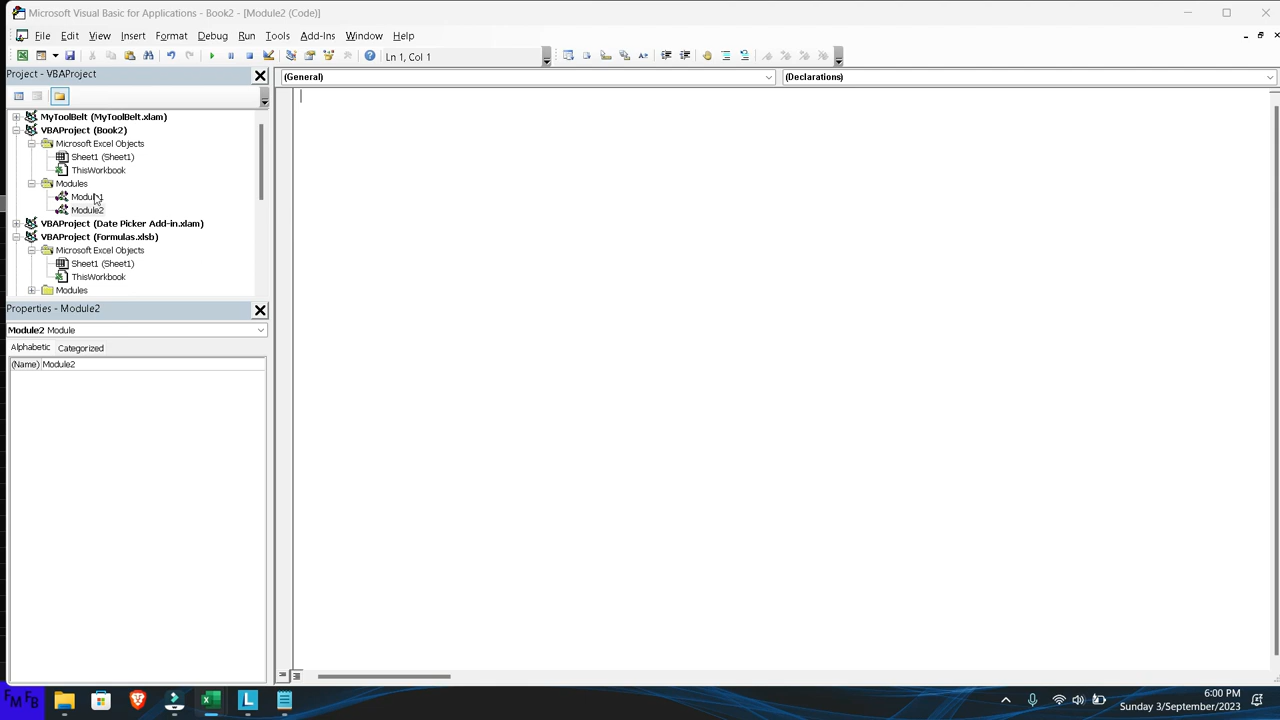 Microsoft Visual Basic for Applications - Book2 - [Module2 (Code)]
File Edit View Insert Format Debug Run Tools Add-Ins Window Help
Ln 1, Col 1
Project - VBAProject
(General)
(Declarations)
MyToolBelt (MyToolBelt.xlam)
VBAProject (Book2)
Microsoft Excel Objects
Sheet1 (Sheet1)
ThisWorkbook
Modules
Module1
Module2
VBAProject (Date Picker Add-in.xlam)
VBAProject (Formulas.xlsb)
Microsoft Excel Objects
Sheet1 (Sheet1)
ThisWorkbook
Modules
Properties - Module2
Module2 Module
Alphabetic Categorized
(Name) Module2
FMFB
6:00 PM
Sunday 3/September/2023